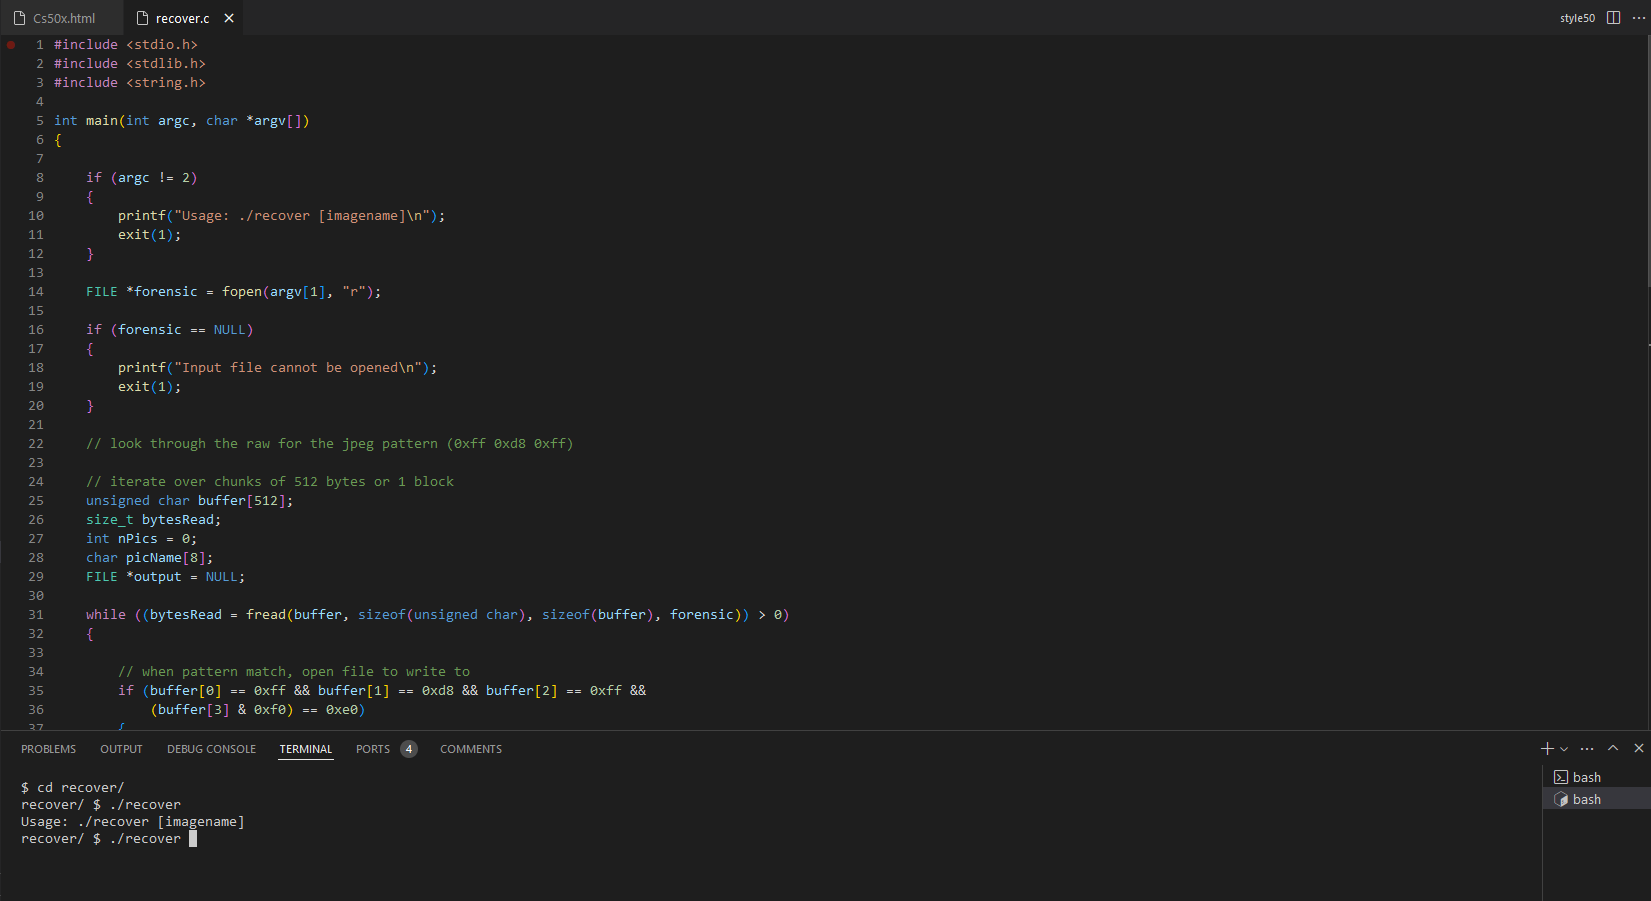 Cs50x.html recover.c style50
1 #include <stdio.h>
2 #include <stdlib.h>
3 #include <string.h>
4
5 int main(int argc, char *argv[])
6 {
7
8 if (argc != 2)
9 {
10 printf("Usage: ./recover [imagename]\n");
11 exit(1);
12 }
13
14 FILE *forensic = fopen(argv[1], "r");
15
16 if (forensic == NULL)
17 {
18 printf("Input file cannot be opened\n");
19 exit(1);
20 }
21
22 // look through the raw for the jpeg pattern (0xff 0xd8 0xff)
23
24 // iterate over chunks of 512 bytes or 1 block
25 unsigned char buffer[512];
26 size_t bytesRead;
27 int nPics = 0;
28 char picName[8];
29 FILE *output = NULL;
30
31 while ((bytesRead = fread(buffer, sizeof(unsigned char), sizeof(buffer), forensic)) > 0)
32 {
33
34 // when pattern match, open file to write to
35 if (buffer[0] == 0xff && buffer[1] == 0xd8 && buffer[2] == 0xff &&
36 (buffer[3] & 0xf0) == 0xe0)
37 {
PROBLEMS OUTPUT DEBUG CONSOLE TERMINAL PORTS 4 COMMENTS
$ cd recover/
recover/ $ ./recover
Usage: ./recover [imagename]
recover/ $ ./recover
bash
bash